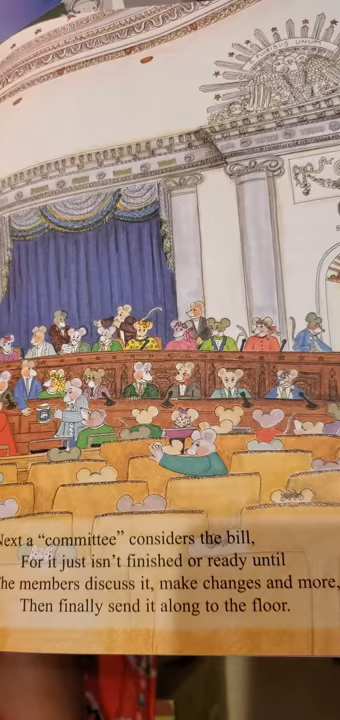 Next a “committee” considers the bill,
For it just isn’t finished or ready until
The members discuss it, make changes and more,
Then finally send it along to the floor.